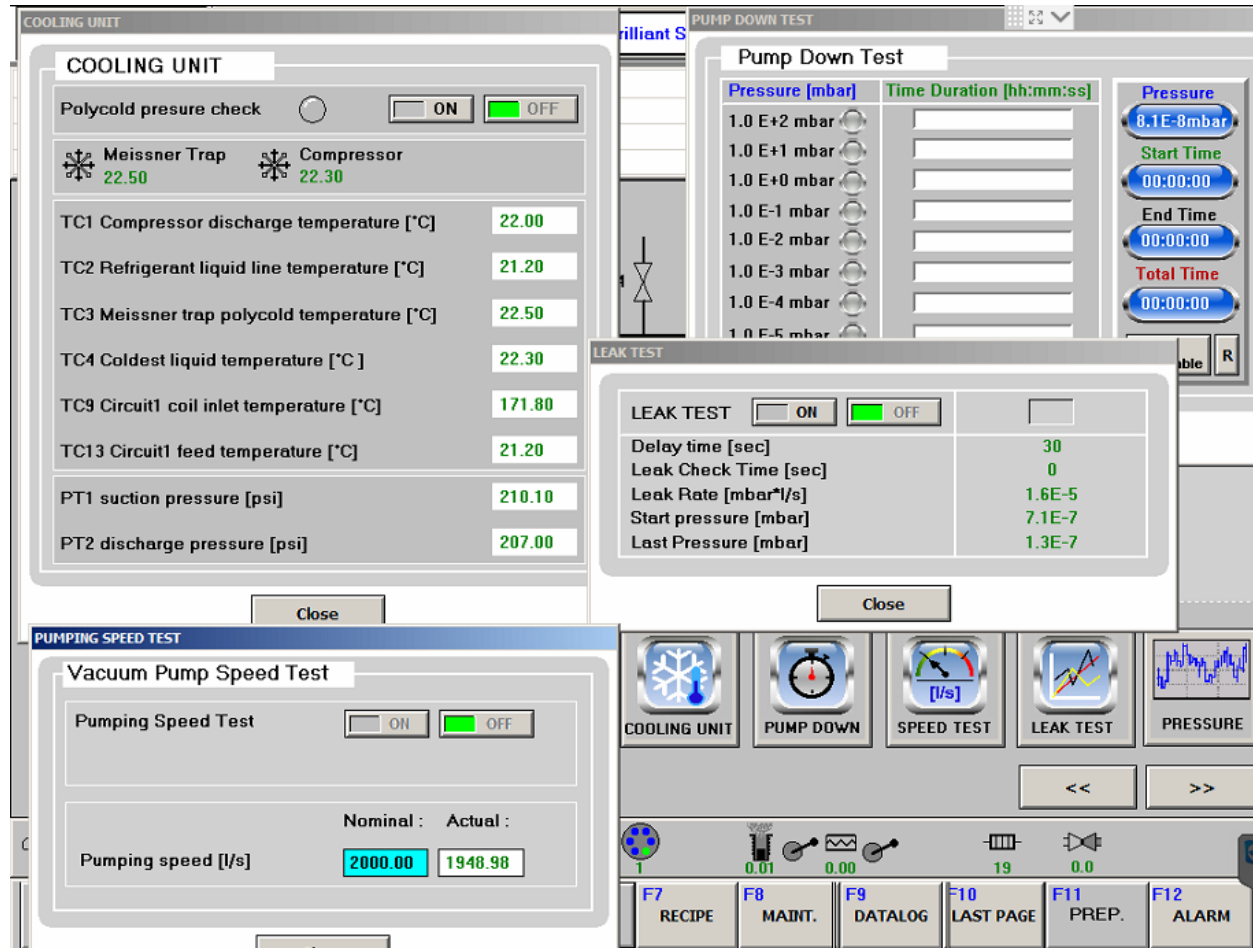 COOLING UNIT
COOLING UNIT
Polycold presure check ON OFF
Meissner Trap Compressor
22.50 22.30
TC1 Compressor discharge temperature [°C] 22.00
TC2 Refrigerant liquid line temperature [°C] 21.20
TC3 Meissner trap polycold temperature [°C] 22.50
TC4 Coldest liquid temperature [°C ] 22.30
TC9 Circuit1 coil inlet temperature [°C] 171.80
TC13 Circuit1 feed temperature [°C] 21.20
PT1 suction pressure [psi] 210.10
PT2 discharge pressure [psi] 207.00
Close
rilliant S
PUMP DOWN TEST
Pump Down Test
Pressure [mbar] Time Duration [hh:mm:ss]
1.0 E+2 mbar
1.0 E+1 mbar
1.0 E+0 mbar
1.0 E-1 mbar
1.0 E-2 mbar
1.0 E-3 mbar
1.0 E-4 mbar
1.0 E-5 mbar
Pressure
8.1E-8mbar
Start Time
00:00:00
End Time
00:00:00
Total Time
00:00:00
R
LEAK TEST
LEAK TEST ON OFF
Delay time [sec] 30
Leak Check Time [sec] 0
Leak Rate [mbar*l/s] 1.6E-5
Start pressure [mbar] 7.1E-7
Last Pressure [mbar] 1.3E-7
Close
PUMPING SPEED TEST
Vacuum Pump Speed Test
Pumping Speed Test ON OFF
Nominal : Actual :
Pumping speed [l/s] 2000.00 1948.98
[l/s]
COOLING UNIT PUMP DOWN SPEED TEST LEAK TEST PRESSURE
<< >>
1 0.01 0.00 19 0.0
F7 F8 F9 F10 F11 F12
RECIPE MAINT. DATALOG LAST PAGE PREP. ALARM